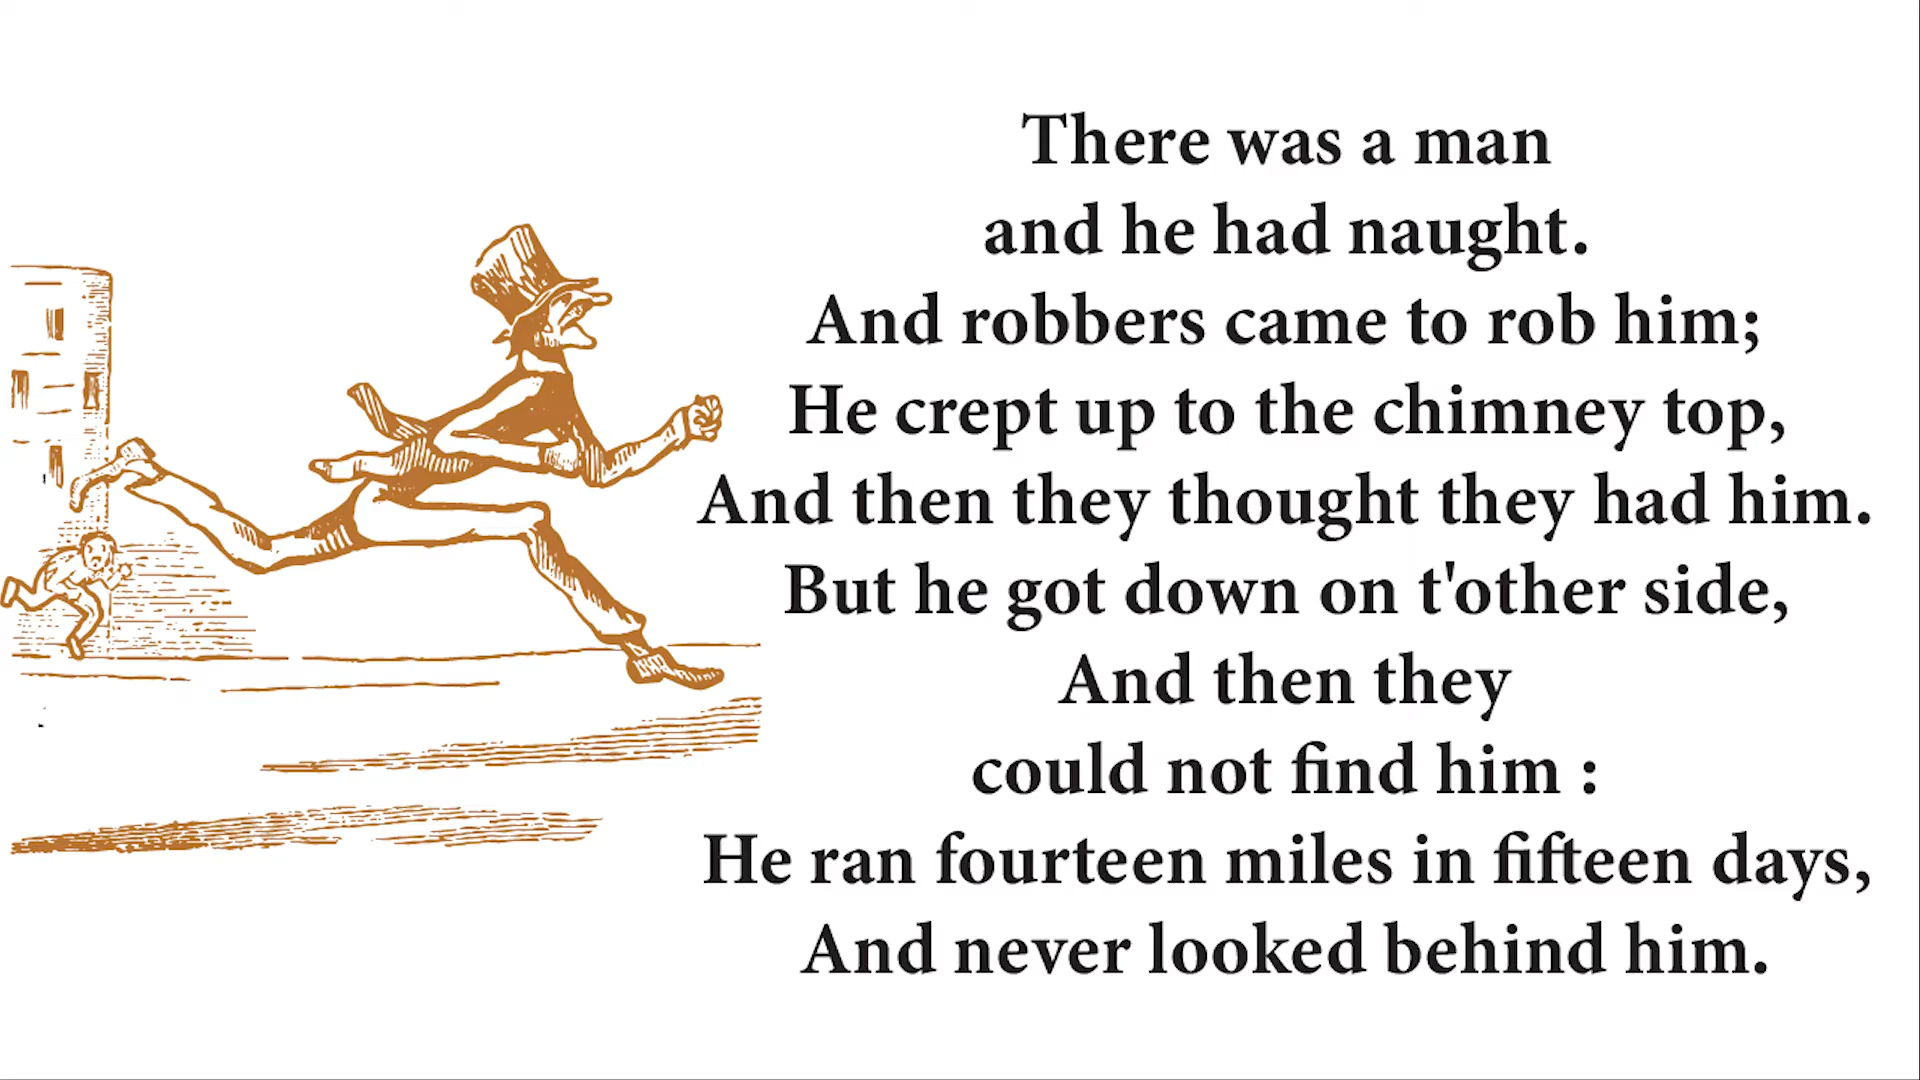 There was a man
and he had naught.
And robbers came to rob him;
He crept up to the chimney top,
And then they thought they had him.
But he got down on t'other side,
And then they
could not find him :
He ran fourteen miles in fifteen days,
And never looked behind him.